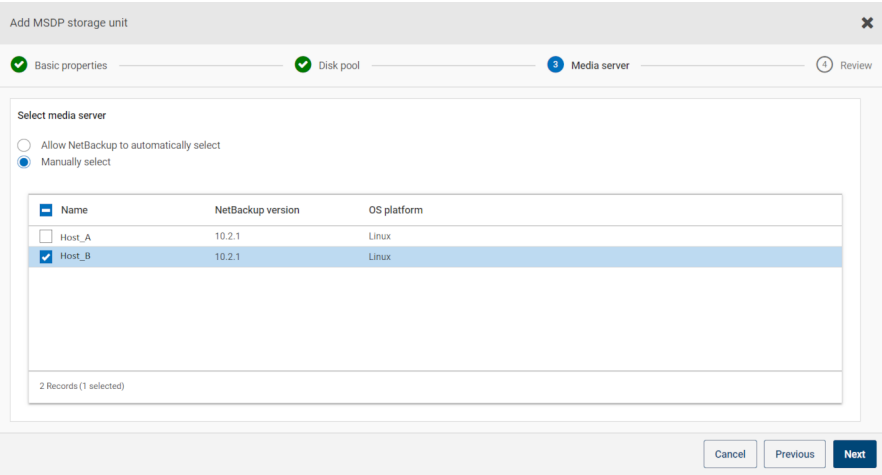 Add MSDP storage unit
Basic properties Disk pool 3 Media server 4 Review
Select media server
Allow NetBackup to automatically select
Manually select
Name NetBackup version OS platform
Host_A 10.2.1 Linux
Host_B 10.2.1 Linux
2 Records (1 selected)
Cancel Previous Next